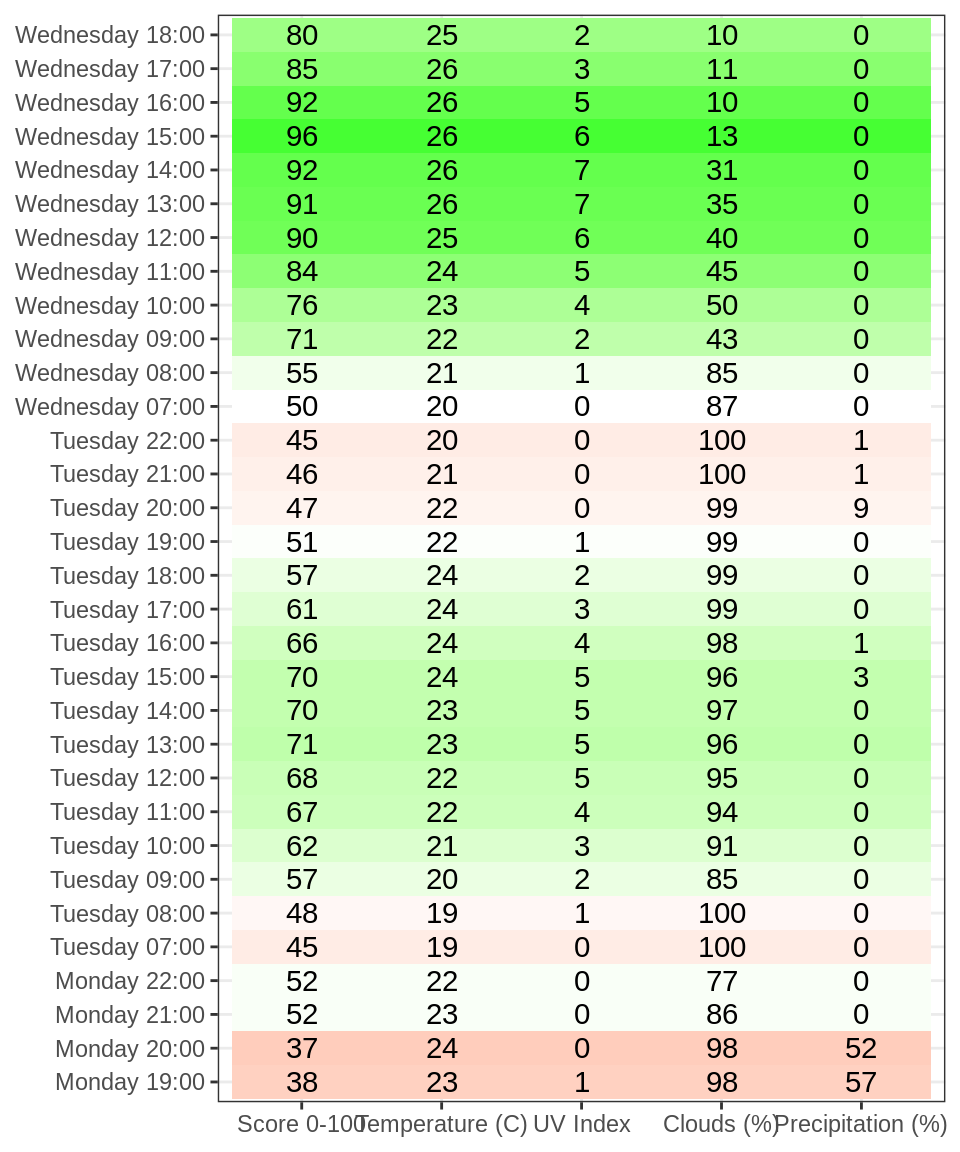 Wednesday 18:00 80 25 2 10 0
Wednesday 17:00 85 26 3 11 0
Wednesday 16:00 92 26 5 10 0
Wednesday 15:00 96 26 6 13 0
Wednesday 14:00 92 26 7 31 0
Wednesday 13:00 91 26 7 35 0
Wednesday 12:00 90 25 6 40 0
Wednesday 11:00 84 24 5 45 0
Wednesday 10:00 76 23 4 50 0
Wednesday 09:00 71 22 2 43 0
Wednesday 08:00 55 21 1 85 0
Wednesday 07:00 50 20 0 87 0
Tuesday 22:00 45 20 0 100 1
Tuesday 21:00 46 21 0 100 1
Tuesday 20:00 47 22 0 99 9
Tuesday 19:00 51 22 1 99 0
Tuesday 18:00 57 24 2 99 0
Tuesday 17:00 61 24 3 99 0
Tuesday 16:00 66 24 4 98 1
Tuesday 15:00 70 24 5 96 3
Tuesday 14:00 70 23 5 97 0
Tuesday 13:00 71 23 5 96 0
Tuesday 12:00 68 22 5 95 0
Tuesday 11:00 67 22 4 94 0
Tuesday 10:00 62 21 3 91 0
Tuesday 09:00 57 20 2 85 0
Tuesday 08:00 48 19 1 100 0
Tuesday 07:00 45 19 0 100 0
Monday 22:00 52 22 0 77 0
Monday 21:00 52 23 0 86 0
Monday 20:00 37 24 0 98 52
Monday 19:00 38 23 1 98 57
Score 0-100 Temperature (C) UV Index Clouds (%) Precipitation (%)